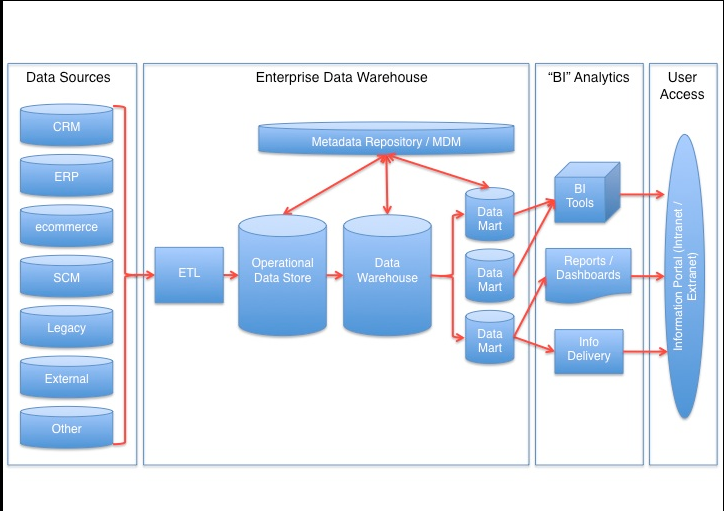 Data Sources
CRM
ERP
ecommerce
SCM
Legacy
External
Other
Enterprise Data Warehouse
Metadata Repository / MDM
ETL
Operational
Data Store
Data
Warehouse
Data
Mart
Data
Mart
Data
Mart
“BI” Analytics
BI
Tools
Reports /
Dashboards
Info
Delivery
User
Access
Information Portal (Intranet /
Extranet)